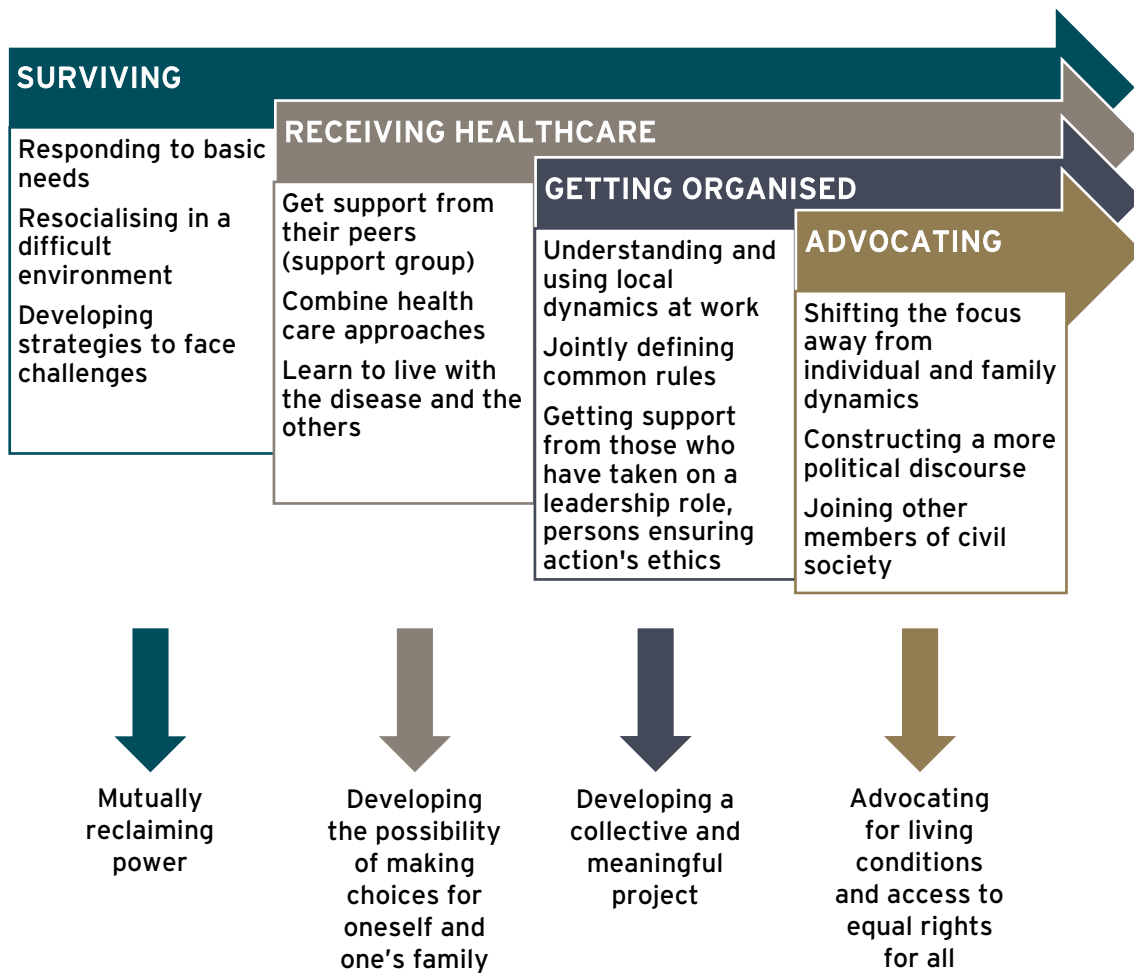 SURVIVING
Responding to basic
needs
Resocialising in a
difficult
environment
Developing
strategies to face
challenges
RECEIVING HEALTHCARE
Get support from
their peers
(support group)
Combine health
care approaches
Learn to live with
the disease and the
others
GETTING ORGANISED
Understanding and
using local
dynamics at work
Jointly defining
common rules
Getting support
from those who
have taken on a
leadership role,
persons ensuring
action's ethics
ADVOCATING
Shifting the focus
away from
individual and family
dynamics
Constructing a more
political discourse
Joining other
members of civil
society
Mutually
reclaiming
power
Developing
the possibility
of making
choices for
oneself and
one’s family
Developing a
collective and
meaningful
project
Advocating
for living
conditions
and access to
equal rights
for all